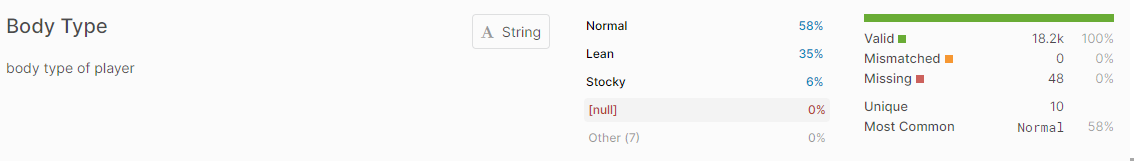 Body Type
body type of player
A String
Normal 58%
Lean 35%
Stocky 6%
[null] 0%
Other (7) 0%
Valid 18.2k 100%
Mismatched 0 0%
Missing 48 0%
Unique 10
Most Common Normal 58%